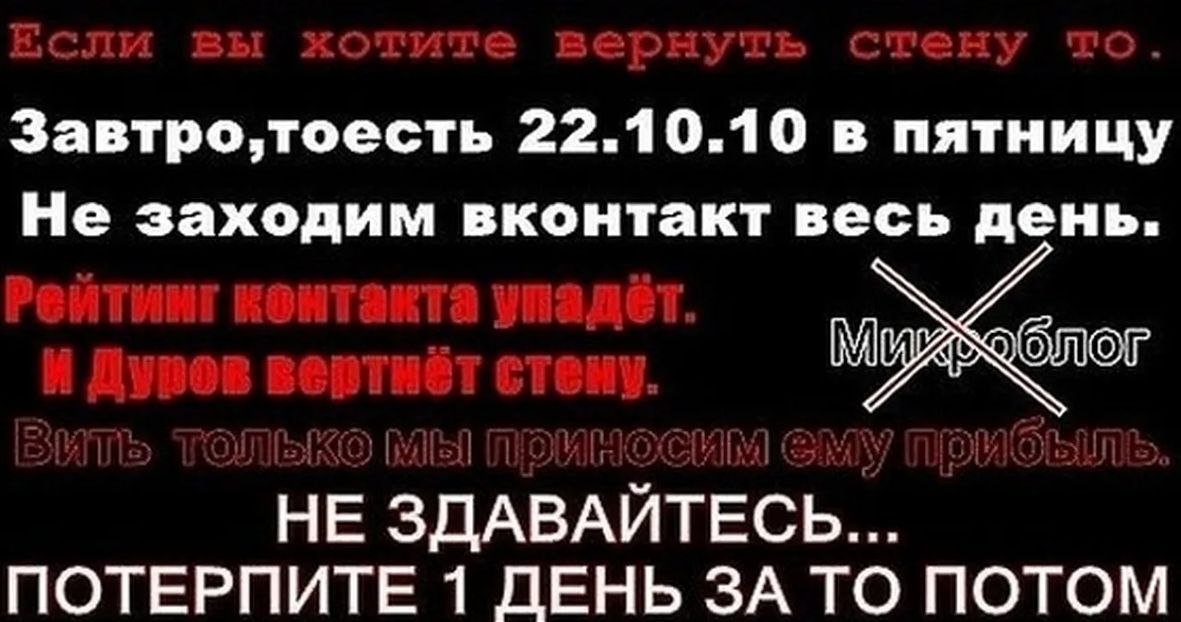 Если вы хотите вернуть стену то.
Завтро,тоесть 22.10.10 в пятницу
Не заходим вконтакт весь день.
Рейтинг контакта упадёт.
И Дуров вертнёт стену.
Микроблог
Вить только мы приносим ему прибыль.
НЕ ЗДАВАЙТЕСЬ...
ПОТЕРПИТЕ 1 ДЕНЬ ЗА ТО ПОТОМ